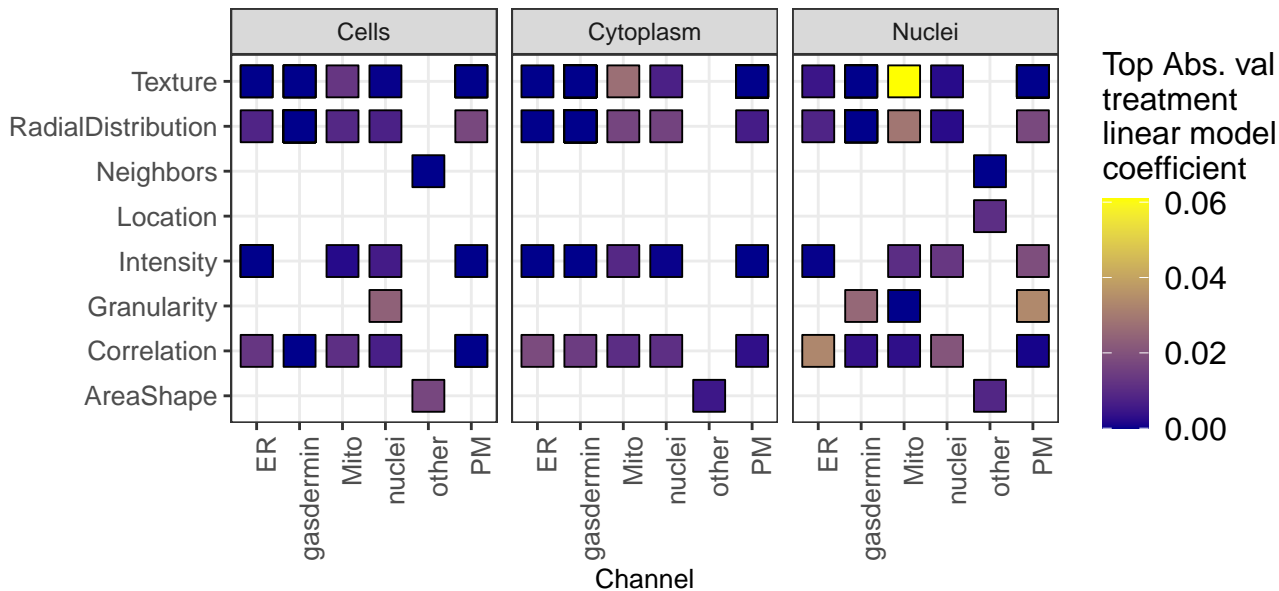 Cells
Cytoplasm
Nuclei
Texture
RadialDistribution
Neighbors
Location
Intensity
Granularity
Correlation
AreaShape
ER
gasdermin
Mito
nuclei
other
PM
ER
gasdermin
Mito
nuclei
other
PM
ER
gasdermin
Mito
nuclei
other
PM
Channel
Top Abs. val
treatment
linear model
coefficient
0.06
0.04
0.02
0.00